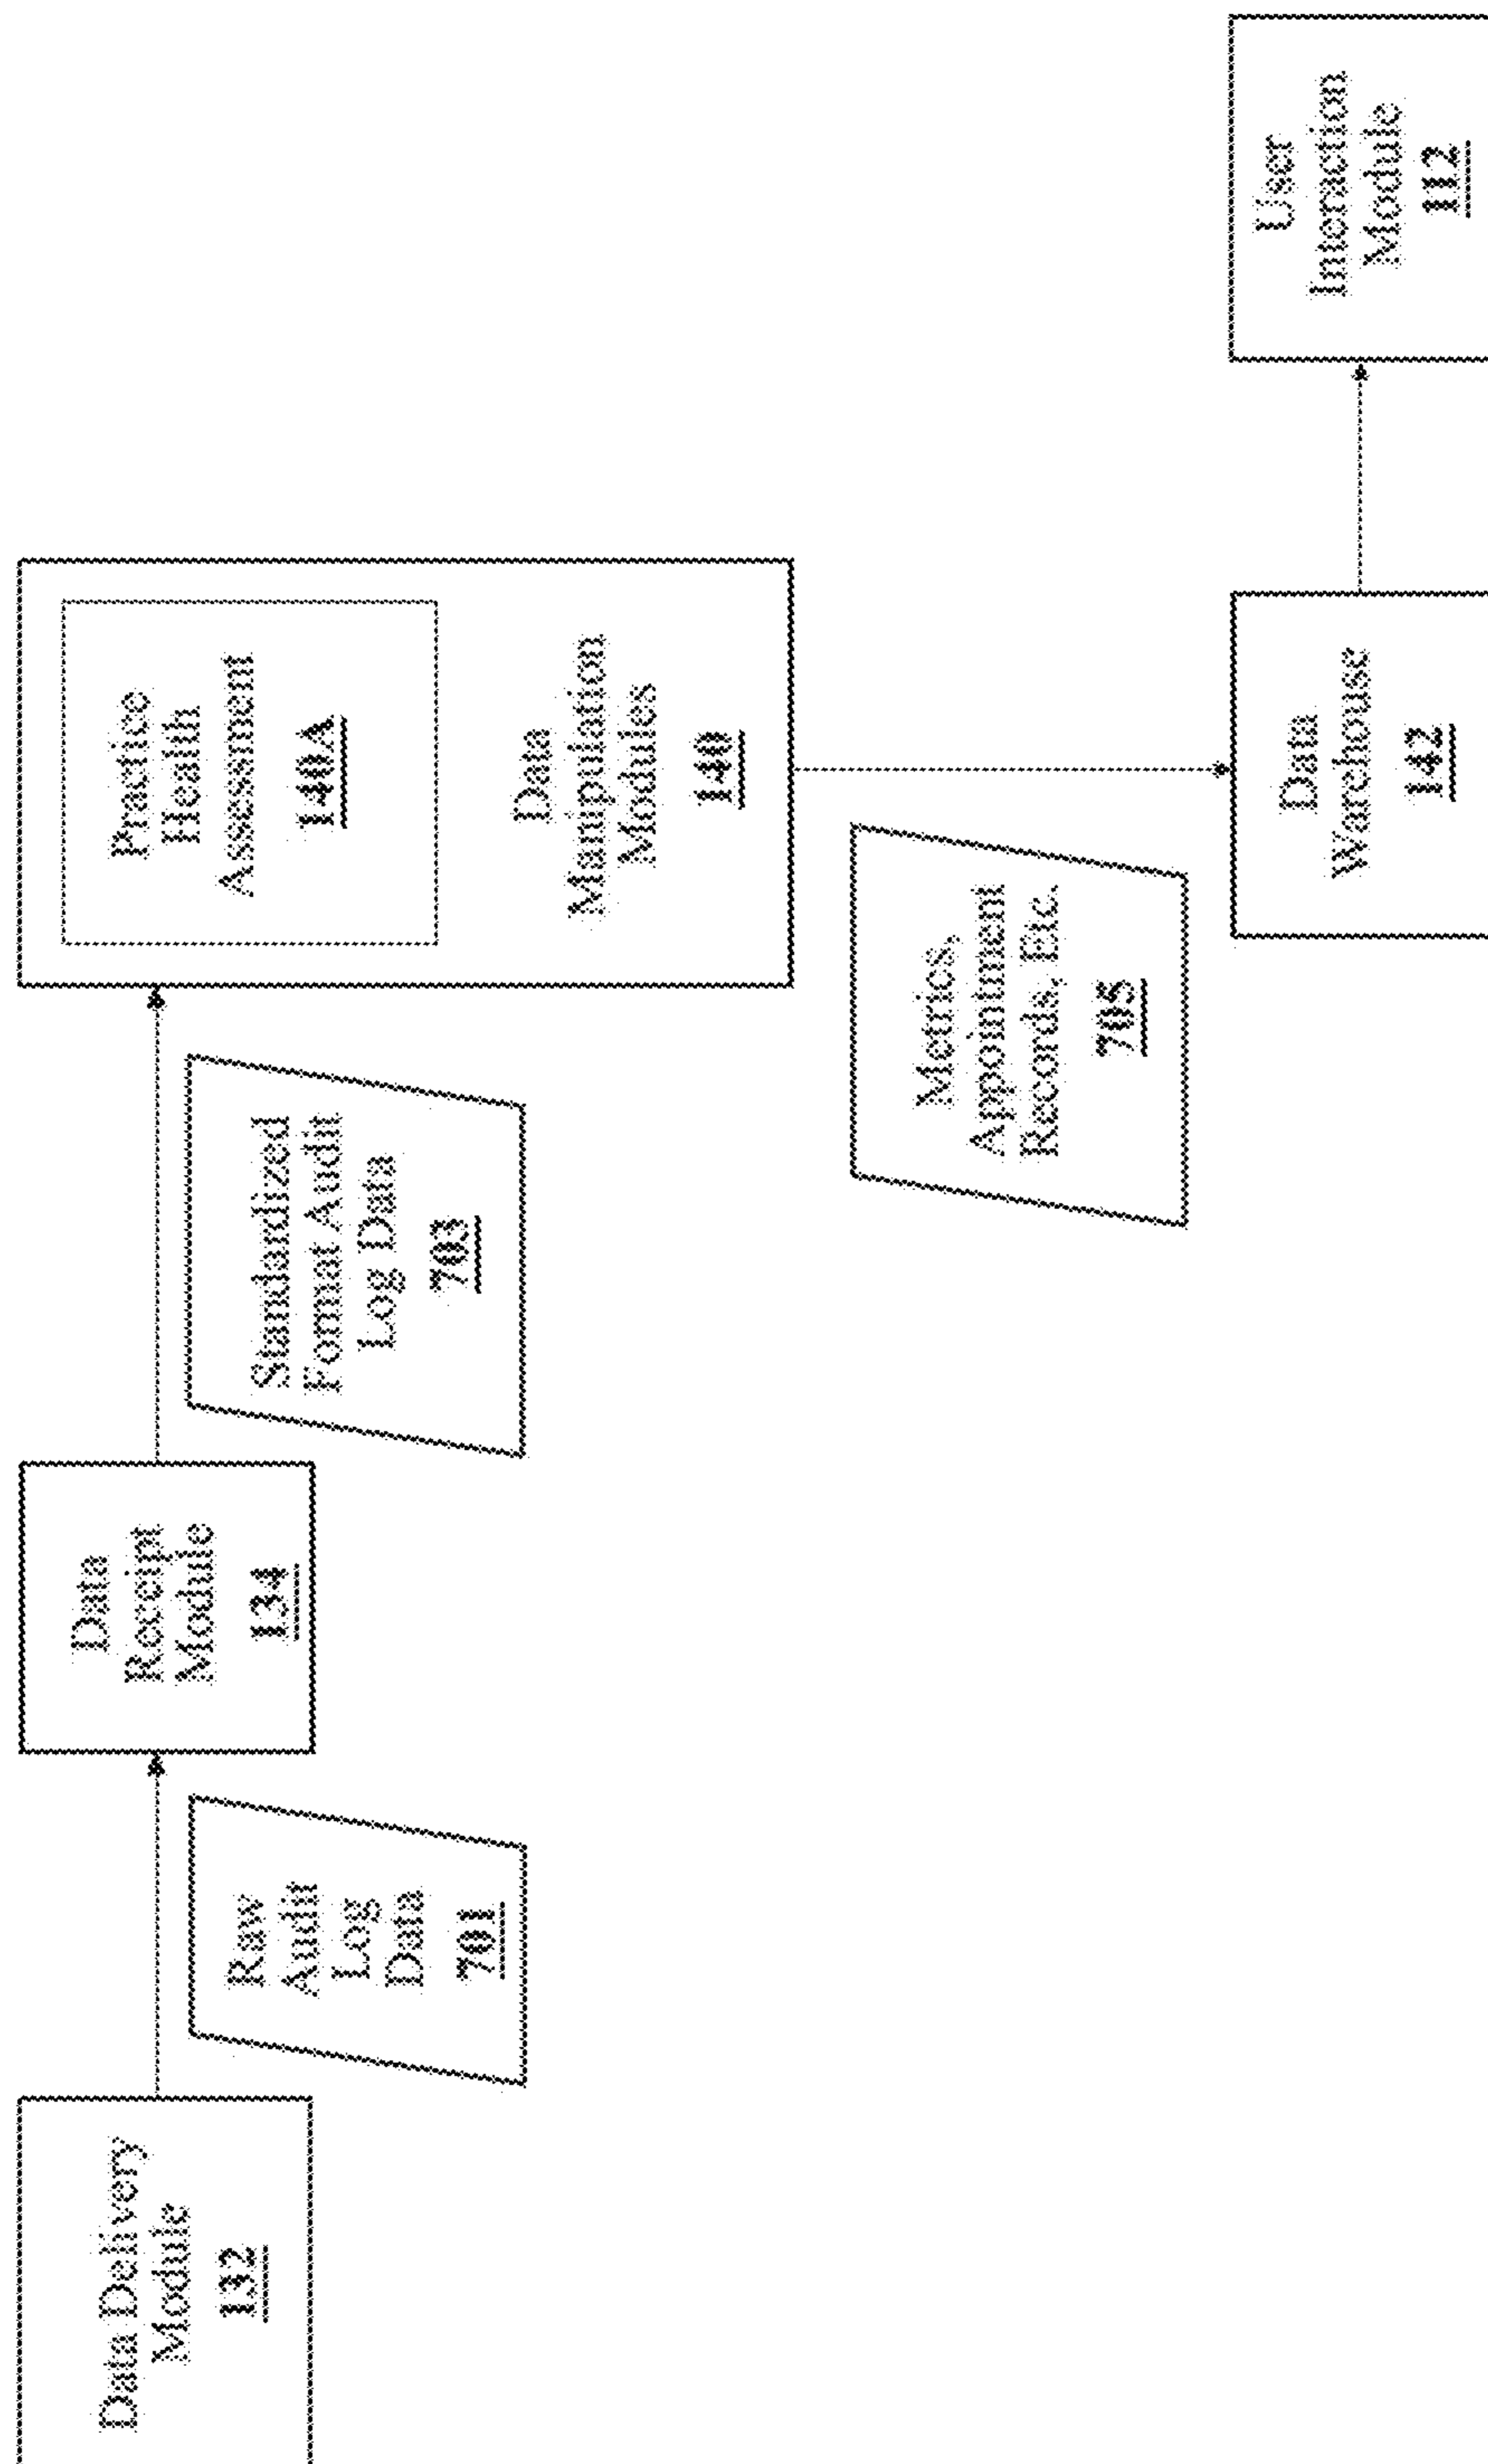 Data Delivery
Module
132
Raw
Audit
Log
Data
701
Data
Receipt
Module
134
Standardized
Format Audit
Log Data
703
Practice
Health
Assessment
140A
Data
Manipulation
Modules
140
Metrics,
Appointment
Records, Etc.
705
Data
Warehouse
142
User
Interaction
Module
112